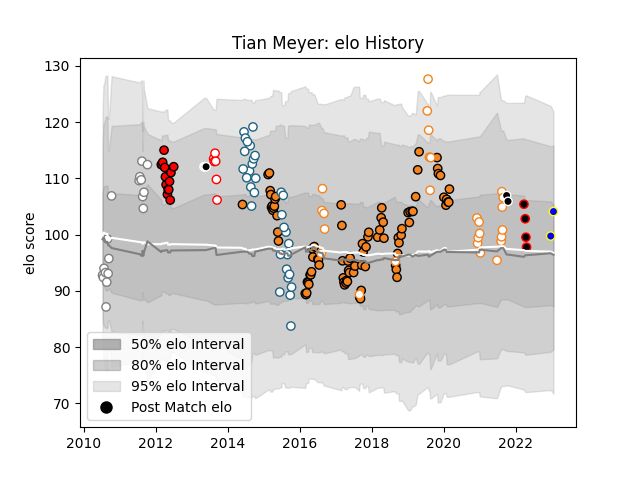 Tian Meyer: elo History
elo score
130
120
110
100
90
80
70
50% elo Interval
80% elo Interval
95% elo Interval
Post Match elo
2010
2012
2014
2016
2018
2020
2022